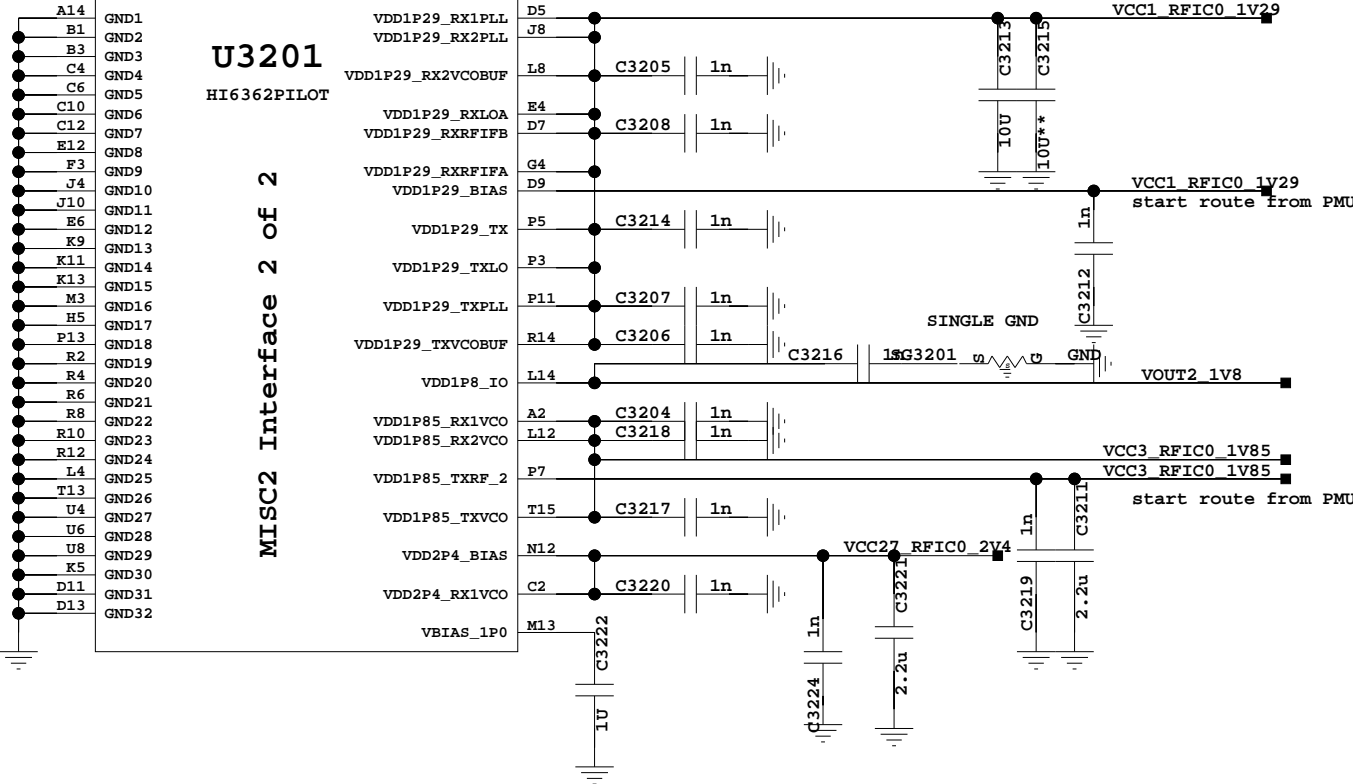 A14 GND1 VDD1P29_RX1PLL D5 VCC1_RFIC0_1V29
B1 GND2 VDD1P29_RX2PLL J8
B3 GND3
U3201
C4 GND4 VDD1P29_RX2VCOBUF L8 C3205 1n
C6 GND5
HI6362PILOT
C10 GND6 VDD1P29_RXLOA E4
C12 GND7 VDD1P29_RXRFIFB D7 C3208 1n
C3213 10U
C3215 10U**
E12 GND8
F3 GND9 VDD1P29_RXRFIFA G4
J4 GND10 VDD1P29_BIAS D9 VCC1_RFIC0_1V29
start route from PMU
J10 GND11
E6 GND12 VDD1P29_TX P5 C3214 1n
1n C3212
K9 GND13
K11 GND14 VDD1P29_TXLO P3
K13 GND15
M3 GND16 VDD1P29_TXPLL P11 C3207 1n
H5 GND17
SINGLE GND
P13 GND18 VDD1P29_TXVCOBUF R14 C3206 1n
R2 GND19
C3216 1n SG3201 S G GND
R4 GND20 VDD1P8_IO L14 VOUT2_1V8
R6 GND21
R8 GND22 VDD1P85_RX1VCO A2 C3204 1n
R10 GND23 VDD1P85_RX2VCO L12 C3218 1n
R12 GND24 VCC3_RFIC0_1V85
L4 GND25 VDD1P85_TXRF_2 P7 VCC3_RFIC0_1V85
start route from PMU
T13 GND26
U4 GND27 VDD1P85_TXVCO T15 C3217 1n
1n C3219
C3211 2.2u
U6 GND28
U8 GND29 VDD2P4_BIAS N12 VCC27_RFIC0_2V4
K5 GND30
D11 GND31 VDD2P4_RX1VCO C2 C3220 1n
D13 GND32
VBIAS_1P0 M13
C3222 1U
1n C3224
C3221 2.2u
MISC2 Interface 2 of 2